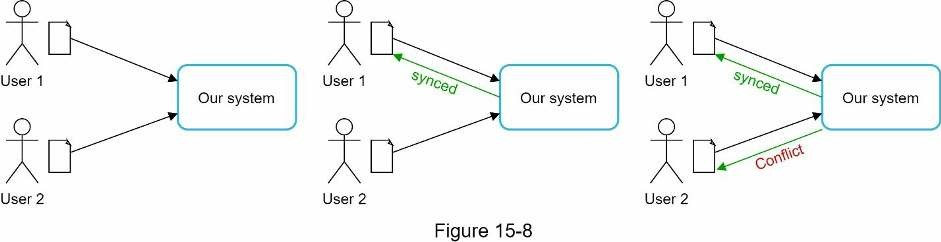 User 1
Our system
User 2
User 1
synced
Our system
User 2
User 1
synced
Our system
Conflict
User 2
Figure 15-8